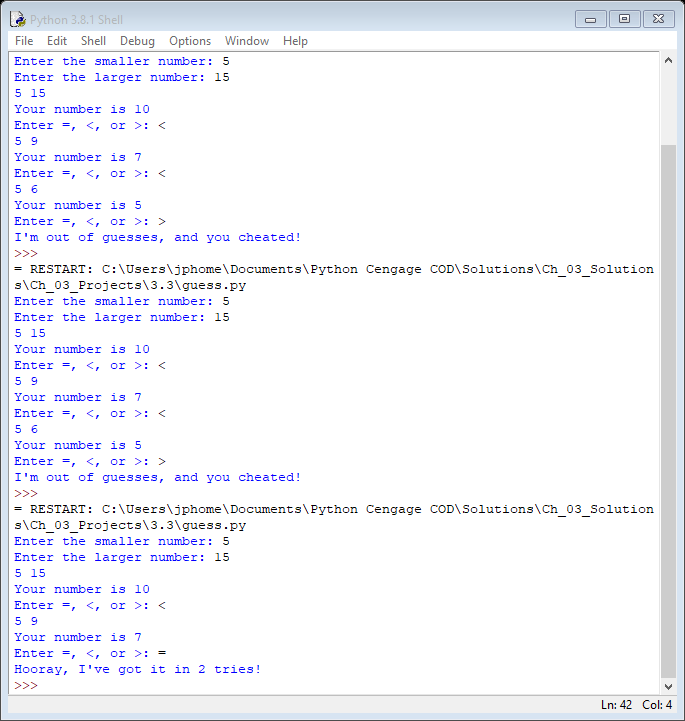 Python 3.8.1 Shell
File Edit Shell Debug Options Window Help
Enter the smaller number: 5
Enter the larger number: 15
5 15
Your number is 10
Enter =, <, or >: <
5 9
Your number is 7
Enter =, <, or >: <
5 6
Your number is 5
Enter =, <, or >: >
I'm out of guesses, and you cheated!
>>>
= RESTART: C:\Users\jphome\Documents\Python Cengage COD\Solutions\Ch_03_Solution
s\Ch_03_Projects\3.3\guess.py
Enter the smaller number: 5
Enter the larger number: 15
5 15
Your number is 10
Enter =, <, or >: <
5 9
Your number is 7
Enter =, <, or >: <
5 6
Your number is 5
Enter =, <, or >: >
I'm out of guesses, and you cheated!
>>>
= RESTART: C:\Users\jphome\Documents\Python Cengage COD\Solutions\Ch_03_Solution
s\Ch_03_Projects\3.3\guess.py
Enter the smaller number: 5
Enter the larger number: 15
5 15
Your number is 10
Enter =, <, or >: <
5 9
Your number is 7
Enter =, <, or >: =
Hooray, I've got it in 2 tries!
>>>
Ln: 42 Col: 4